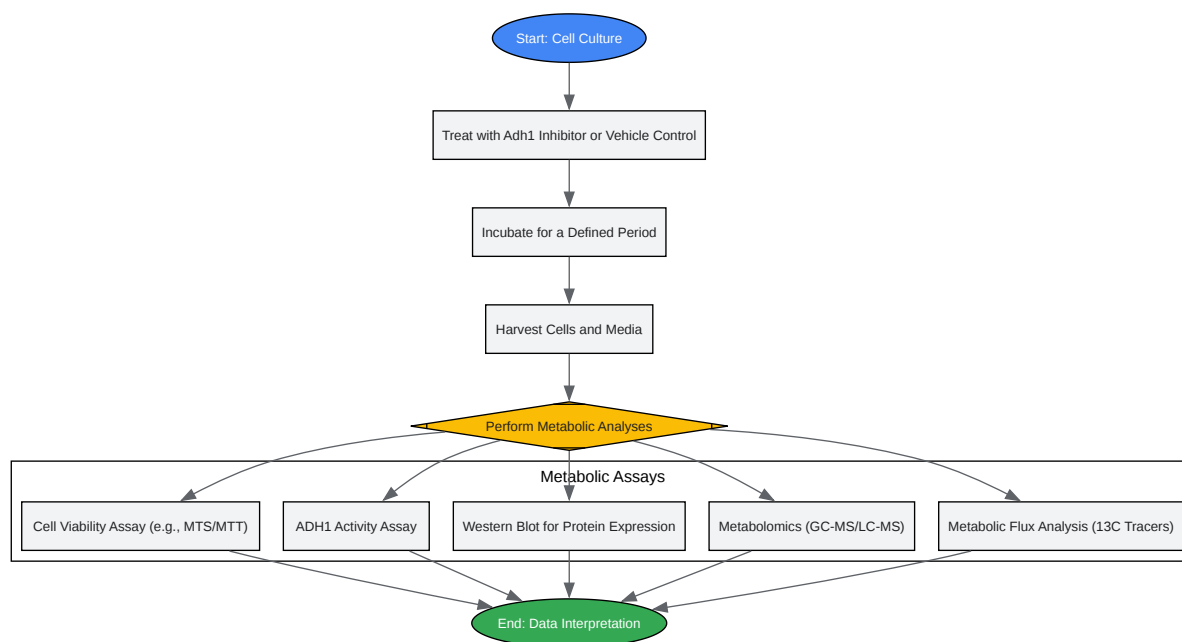 Start: Cell Culture
Treat with Adh1 Inhibitor or Vehicle Control
Incubate for a Defined Period
Harvest Cells and Media
Perform Metabolic Analyses
Metabolic Assays
Cell Viability Assay (e.g., MTS/MTT)
ADH1 Activity Assay
Western Blot for Protein Expression
Metabolomics (GC-MS/LC-MS)
Metabolic Flux Analysis (13C Tracers)
End: Data Interpretation